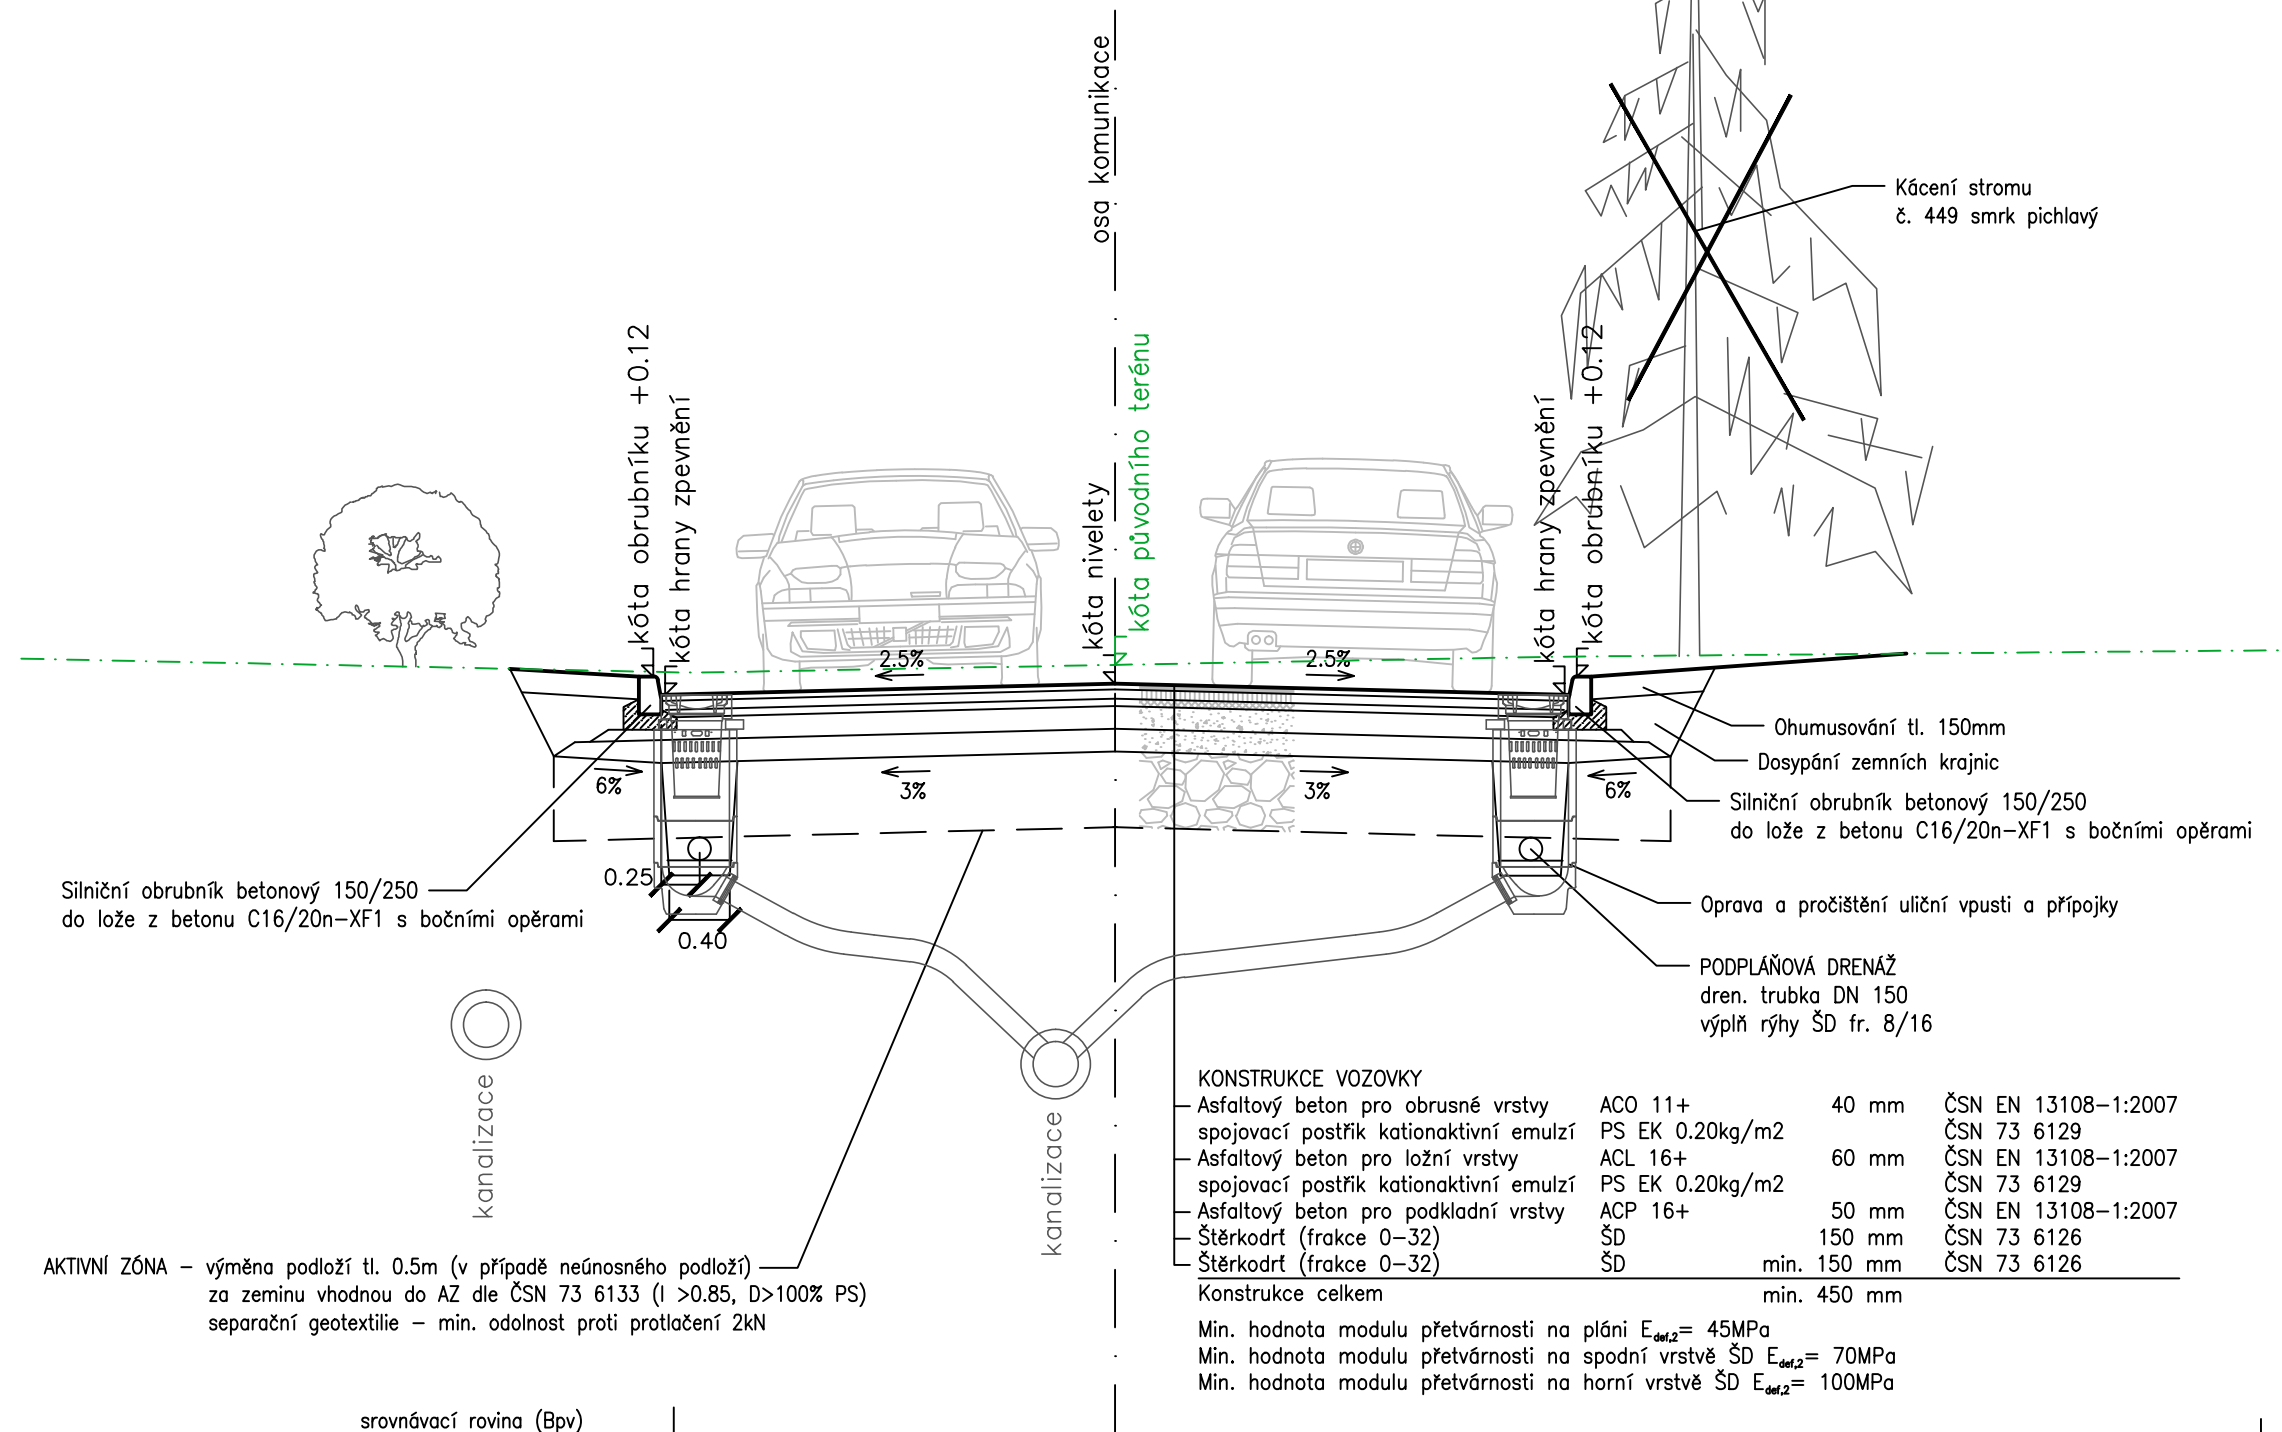 osa komunikace
Kácení stromu
č. 449 smrk pichlavý
kóta obrubníku +0.12
kóta hrany zpevnění
kóta nivelety
kóta původního terénu
kóta hrany zpevnění
kóta obrubníku +0.12
2.5%
2.5%
Ohumusování tl. 150mm
Dosypání zemních krajnic
6%
3%
3%
6%
Silniční obrubník betonový 150/250
do lože z betonu C16/20n-XF1 s bočními opěrami
0.25
0.40
Silniční obrubník betonový 150/250
do lože z betonu C16/20n-XF1 s bočními opěrami
Oprava a pročištění uliční vpusti a přípojky
PODPLÁŇOVÁ DRENÁŽ
dren. trubka DN 150
výplň rýhy ŠD fr. 8/16
kanalizace
kanalizace
KONSTRUKCE VOZOVKY
Asfaltový beton pro obrusné vrstvy ACO 11+ 40 mm ČSN EN 13108-1:2007
spojovací postřik kationaktivní emulzí PS EK 0.20kg/m2 ČSN 73 6129
Asfaltový beton pro ložní vrstvy ACL 16+ 60 mm ČSN EN 13108-1:2007
spojovací postřik kationaktivní emulzí PS EK 0.20kg/m2 ČSN 73 6129
Asfaltový beton pro podkladní vrstvy ACP 16+ 50 mm ČSN EN 13108-1:2007
Štěrkodrť (frakce 0-32) ŠD 150 mm ČSN 73 6126
Štěrkodrť (frakce 0-32) ŠD min. 150 mm ČSN 73 6126
Konstrukce celkem min. 450 mm
Min. hodnota modulu přetvárnosti na pláni Edef,2= 45MPa
Min. hodnota modulu přetvárnosti na spodní vrstvě ŠD Edef,2= 70MPa
Min. hodnota modulu přetvárnosti na horní vrstvě ŠD Edef,2= 100MPa
AKTIVNÍ ZÓNA - výměna podloží tl. 0.5m (v případě neúnosného podloží)
za zeminu vhodnou do AZ dle ČSN 73 6133 (I >0.85, D>100% PS)
separační geotextilie - min. odolnost proti protlačení 2kN
srovnávací rovina (Bpv)